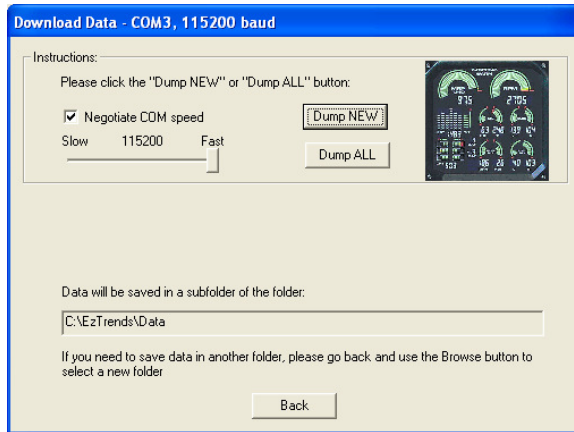 Download Data - COM3, 115200 baud
Instructions:
Please click the "Dump NEW" or "Dump ALL" button:
Negotiate COM speed
Dump NEW
Slow 115200 Fast
Dump ALL
RPM
2705
Data will be saved in a subfolder of the folder:
C:\EzTrends\Data
If you need to save data in another folder, please go back and use the Browse button to
select a new folder
Back